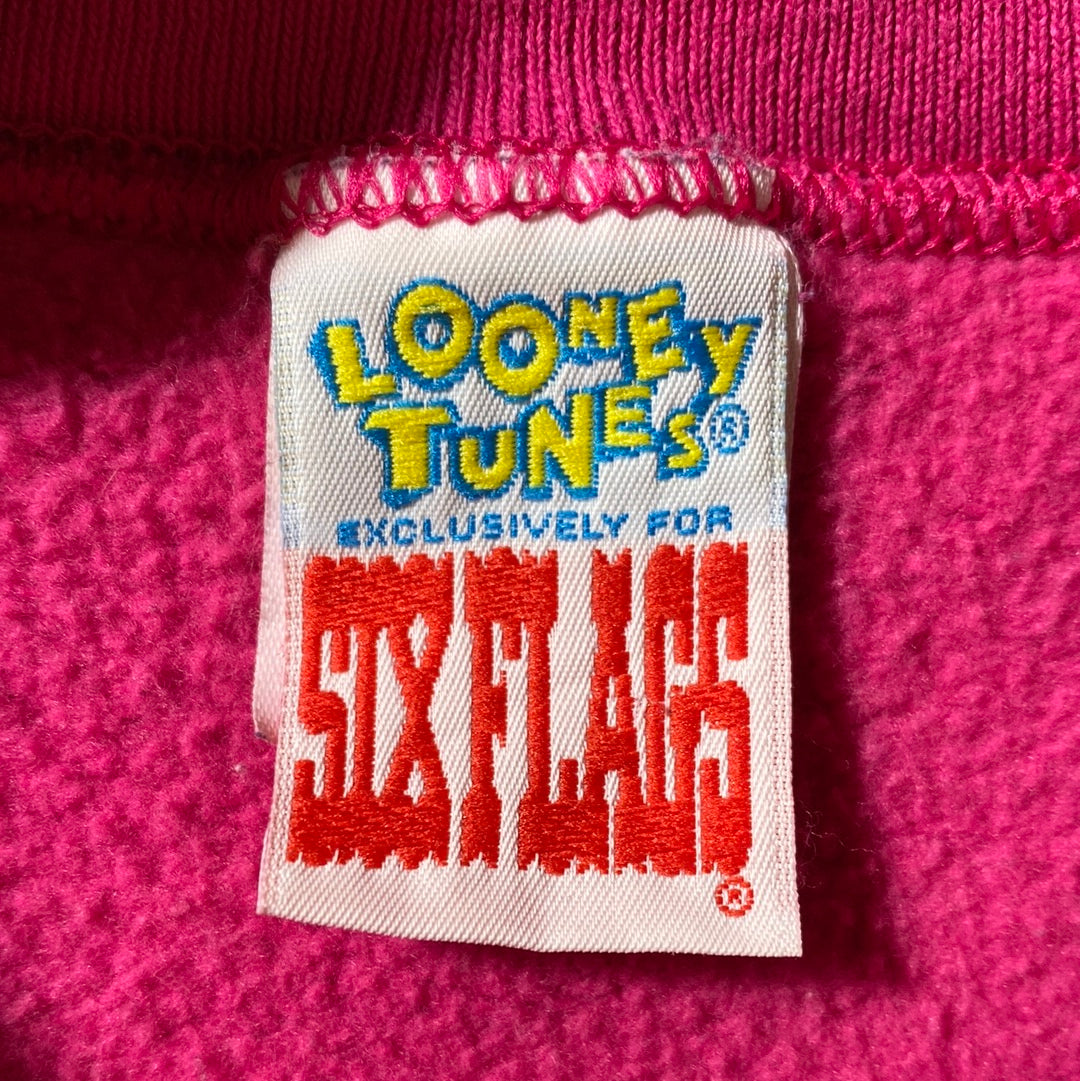 LOONEY
TUNES®
EXCLUSIVELY FOR
SIX FLAGS
®